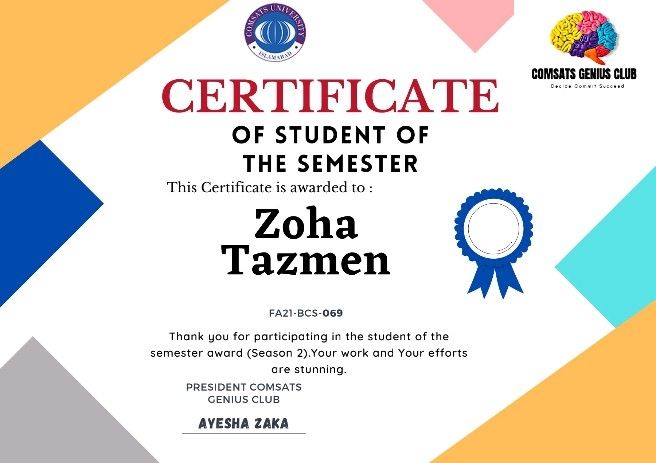 COMSATS UNIVERSITY
ISLAMABAD
COMSATS GENIUS CLUB
Decide Commit Succeed
CERTIFICATE
OF STUDENT OF
THE SEMESTER
This Certificate is awarded to :
Zoha
Tazmen
FA21-BCS-069
Thank you for participating in the student of the
semester award (Season 2).Your work and Your efforts
are stunning.
PRESIDENT COMSATS
GENIUS CLUB
AYESHA ZAKA